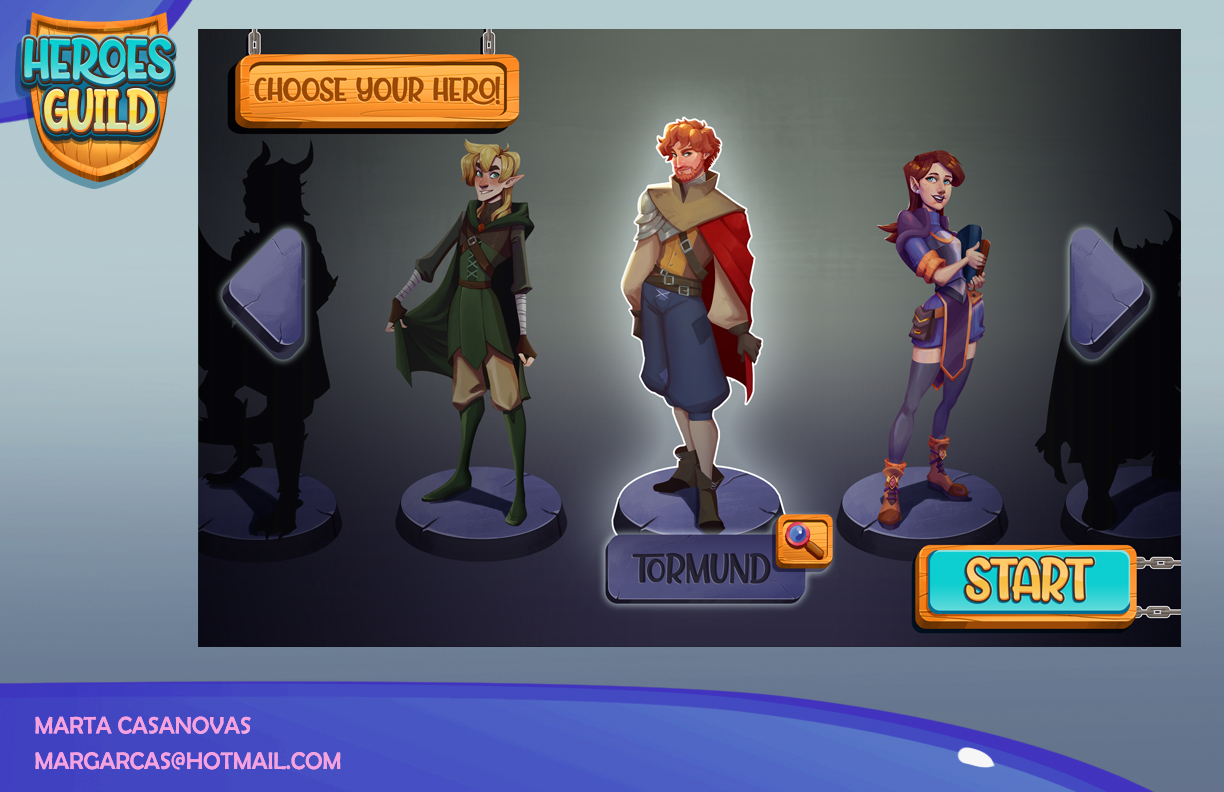 HEROES
GUILD
CHOOSE YOUR HERO!
TORMUND
START
MARTA CASANOVAS
MARGARCAS@HOTMAIL.COM